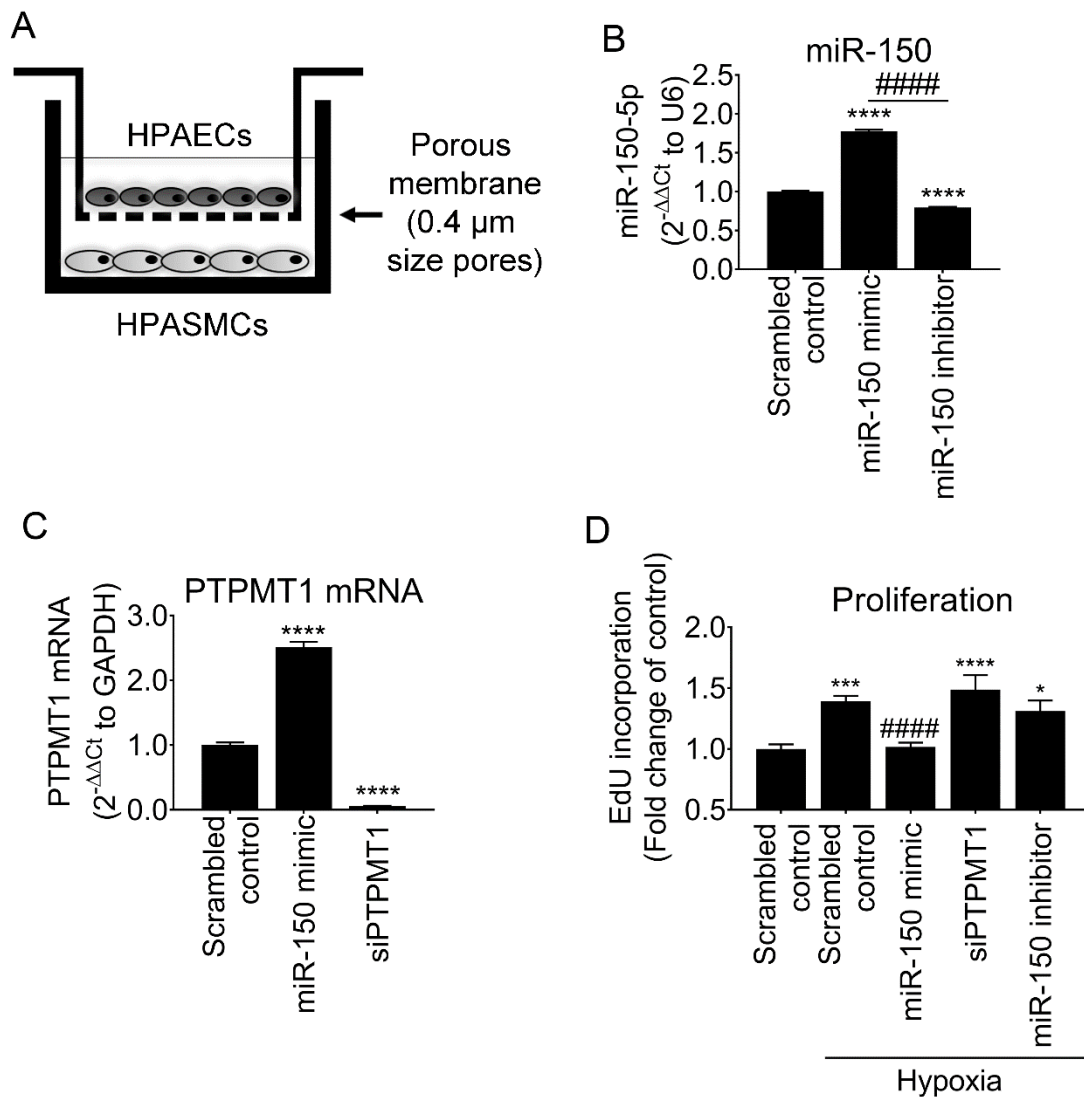 A
HPAECs
HPASMCs
Porous
membrane
(0.4 µm
size pores)
B
miR-150
miR-150-5p
(2-ΔΔCt to U6)
2.5
2.0
1.5
1.0
0.5
0.0
####
****
****
Scrambled
control
miR-150 mimic
miR-150 inhibitor
C
PTPMT1 mRNA
PTPMT1 mRNA
(2-ΔΔCt to GAPDH)
3.0
2.0
1.0
0.0
****
****
Scrambled
control
miR-150 mimic
siPTPMT1
D
Proliferation
EdU incorporation
(Fold change of control)
2.0
1.5
1.0
0.5
***
####
****
*
Scrambled
control
Scrambled
control
miR-150 mimic
siPTPMT1
miR-150 inhibitor
Hypoxia